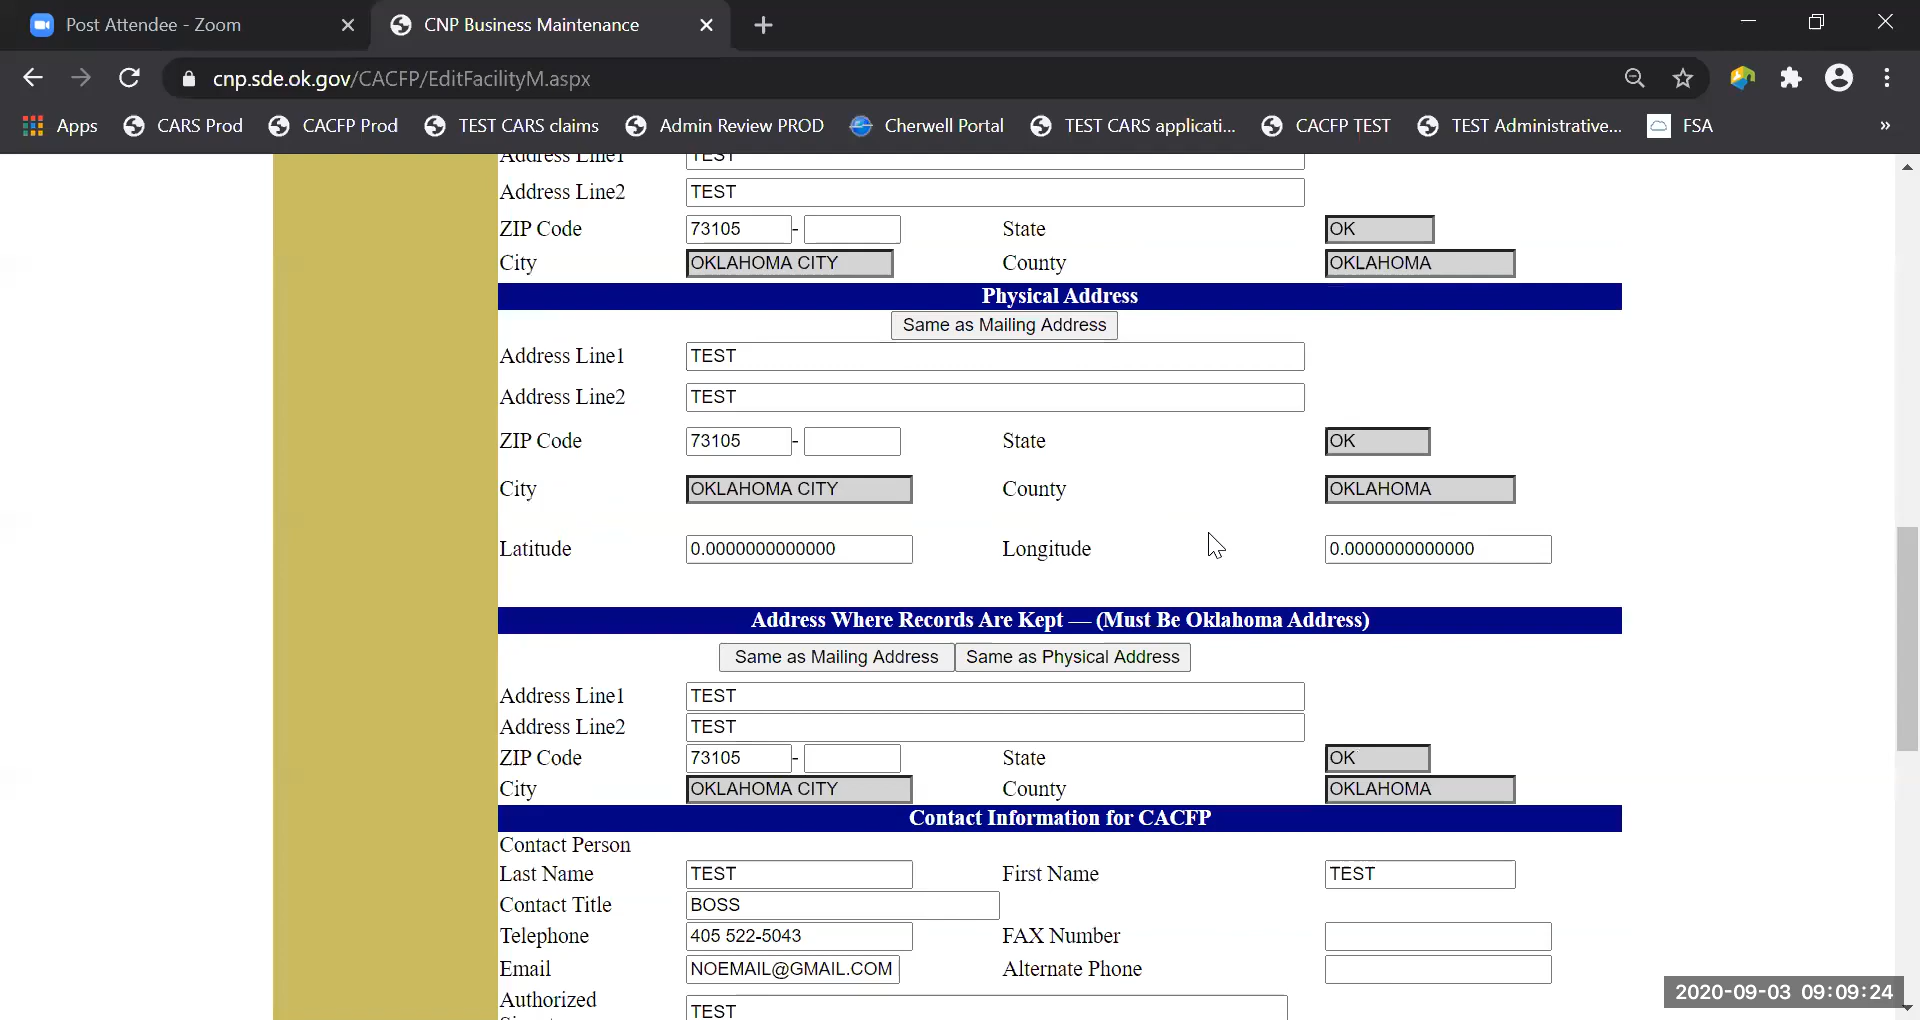 Post Attendee - Zoom
CNP Business Maintenance
cnp.sde.ok.gov/CACFP/EditFacilityM.aspx
Apps CARS Prod CACFP Prod TEST CARS claims Admin Review PROD Cherwell Portal TEST CARS applicati... CACFP TEST TEST Administrative... FSA »
Address Line1 TEST
Address Line2 TEST
ZIP Code 73105 - State OK
City OKLAHOMA CITY County OKLAHOMA
Physical Address
Same as Mailing Address
Address Line1 TEST
Address Line2 TEST
ZIP Code 73105 - State OK
City OKLAHOMA CITY County OKLAHOMA
Latitude 0.0000000000000 Longitude 0.0000000000000
Address Where Records Are Kept — (Must Be Oklahoma Address)
Same as Mailing Address Same as Physical Address
Address Line1 TEST
Address Line2 TEST
ZIP Code 73105 - State OK
City OKLAHOMA CITY County OKLAHOMA
Contact Information for CACFP
Contact Person
Last Name TEST First Name TEST
Contact Title BOSS
Telephone 405 522-5043 FAX Number
Email NOEMAIL@GMAIL.COM Alternate Phone
Authorized TEST
2020-09-03 09:09:24